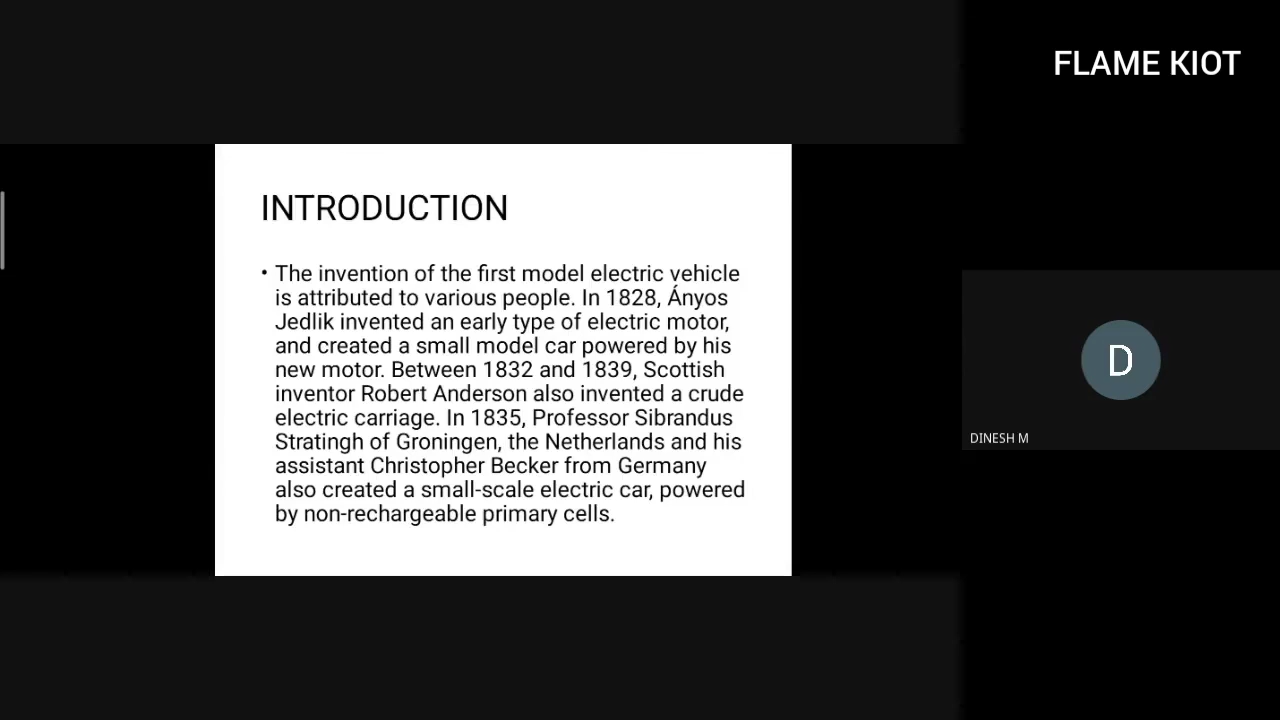 FLAME KIOT
INTRODUCTION
• The invention of the first model electric vehicle
is attributed to various people. In 1828, Ányos
Jedlik invented an early type of electric motor,
and created a small model car powered by his
new motor. Between 1832 and 1839, Scottish
inventor Robert Anderson also invented a crude
electric carriage. In 1835, Professor Sibrandus
Stratingh of Groningen, the Netherlands and his
assistant Christopher Becker from Germany
also created a small-scale electric car, powered
by non-rechargeable primary cells.
D
DINESH M